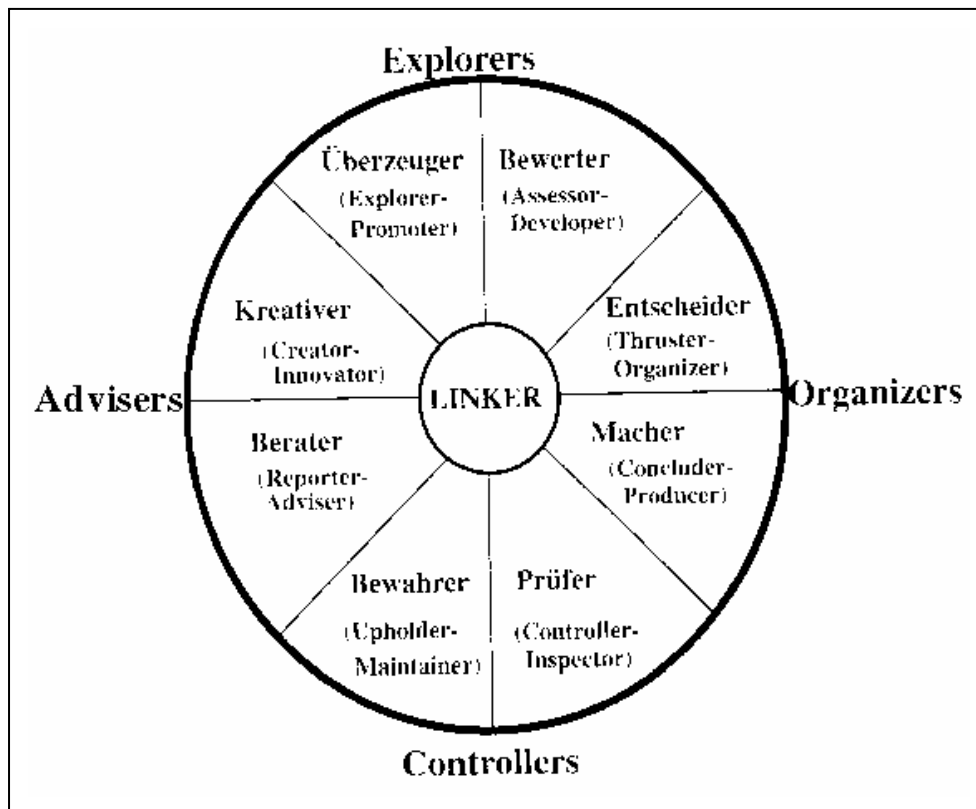 Explorers
Überzeuger
(Explorer-
Promoter)
Bewerter
(Assessor-
Developer)
Kreativer
(Creator-
Innovator)
Entscheider
(Thruster-
Organizer)
Advisers
LINKER
Organizers
Berater
(Reporter-
Adviser)
Macher
(Concluder-
Producer)
Bewahrer
(Upholder-
Maintainer)
Prüfer
(Controller-
Inspector)
Controllers